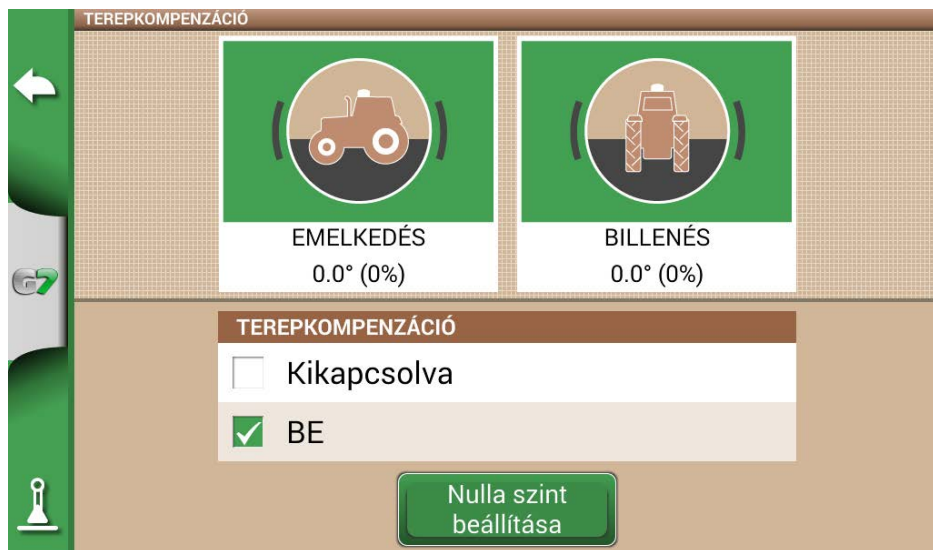 TEREPKOMPENZÁCIÓ
EMELKEDÉS
0.0° (0%)
BILLENÉS
0.0° (0%)
G7
TEREPKOMPENZÁCIÓ
Kikapcsolva
BE
Nulla szint
beállítása